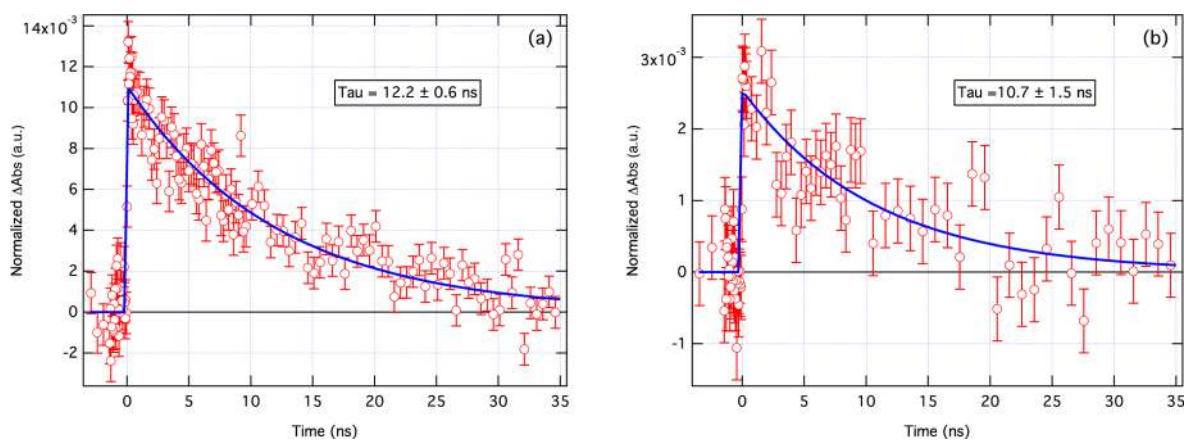 14x10⁻³
12
10
8
6
4
2
0
-2
Normalized ΔAbs (a.u.)
0 5 10 15 20 25 30 35
Time (ns)
(a)
Tau = 12.2 ± 0.6 ns
3x10⁻³
2
1
0
-1
Normalized ΔAbs (a.u.)
0 5 10 15 20 25 30 35
Time (ns)
(b)
Tau =10.7 ± 1.5 ns